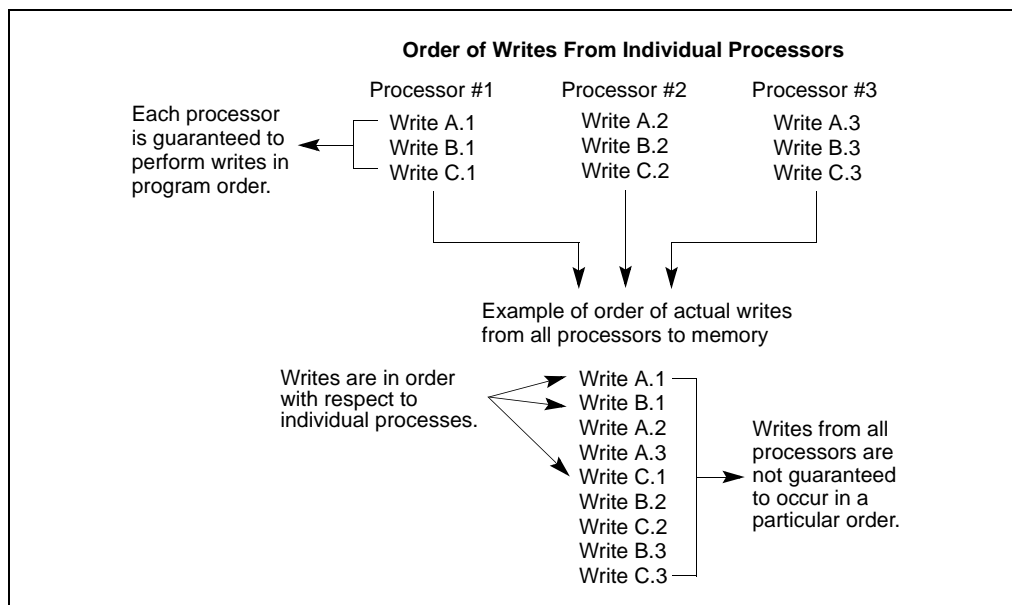 Order of Writes From Individual Processors
Processor #1
Processor #2
Processor #3
Each processor
is guaranteed to
perform writes in
program order.
Write A.1
Write B.1
Write C.1
Write A.2
Write B.2
Write C.2
Write A.3
Write B.3
Write C.3
Example of order of actual writes
from all processors to memory
Writes are in order
with respect to
individual processes.
Write A.1
Write B.1
Write A.2
Write A.3
Write C.1
Write B.2
Write C.2
Write B.3
Write C.3
Writes from all
processors are
not guaranteed
to occur in a
particular order.